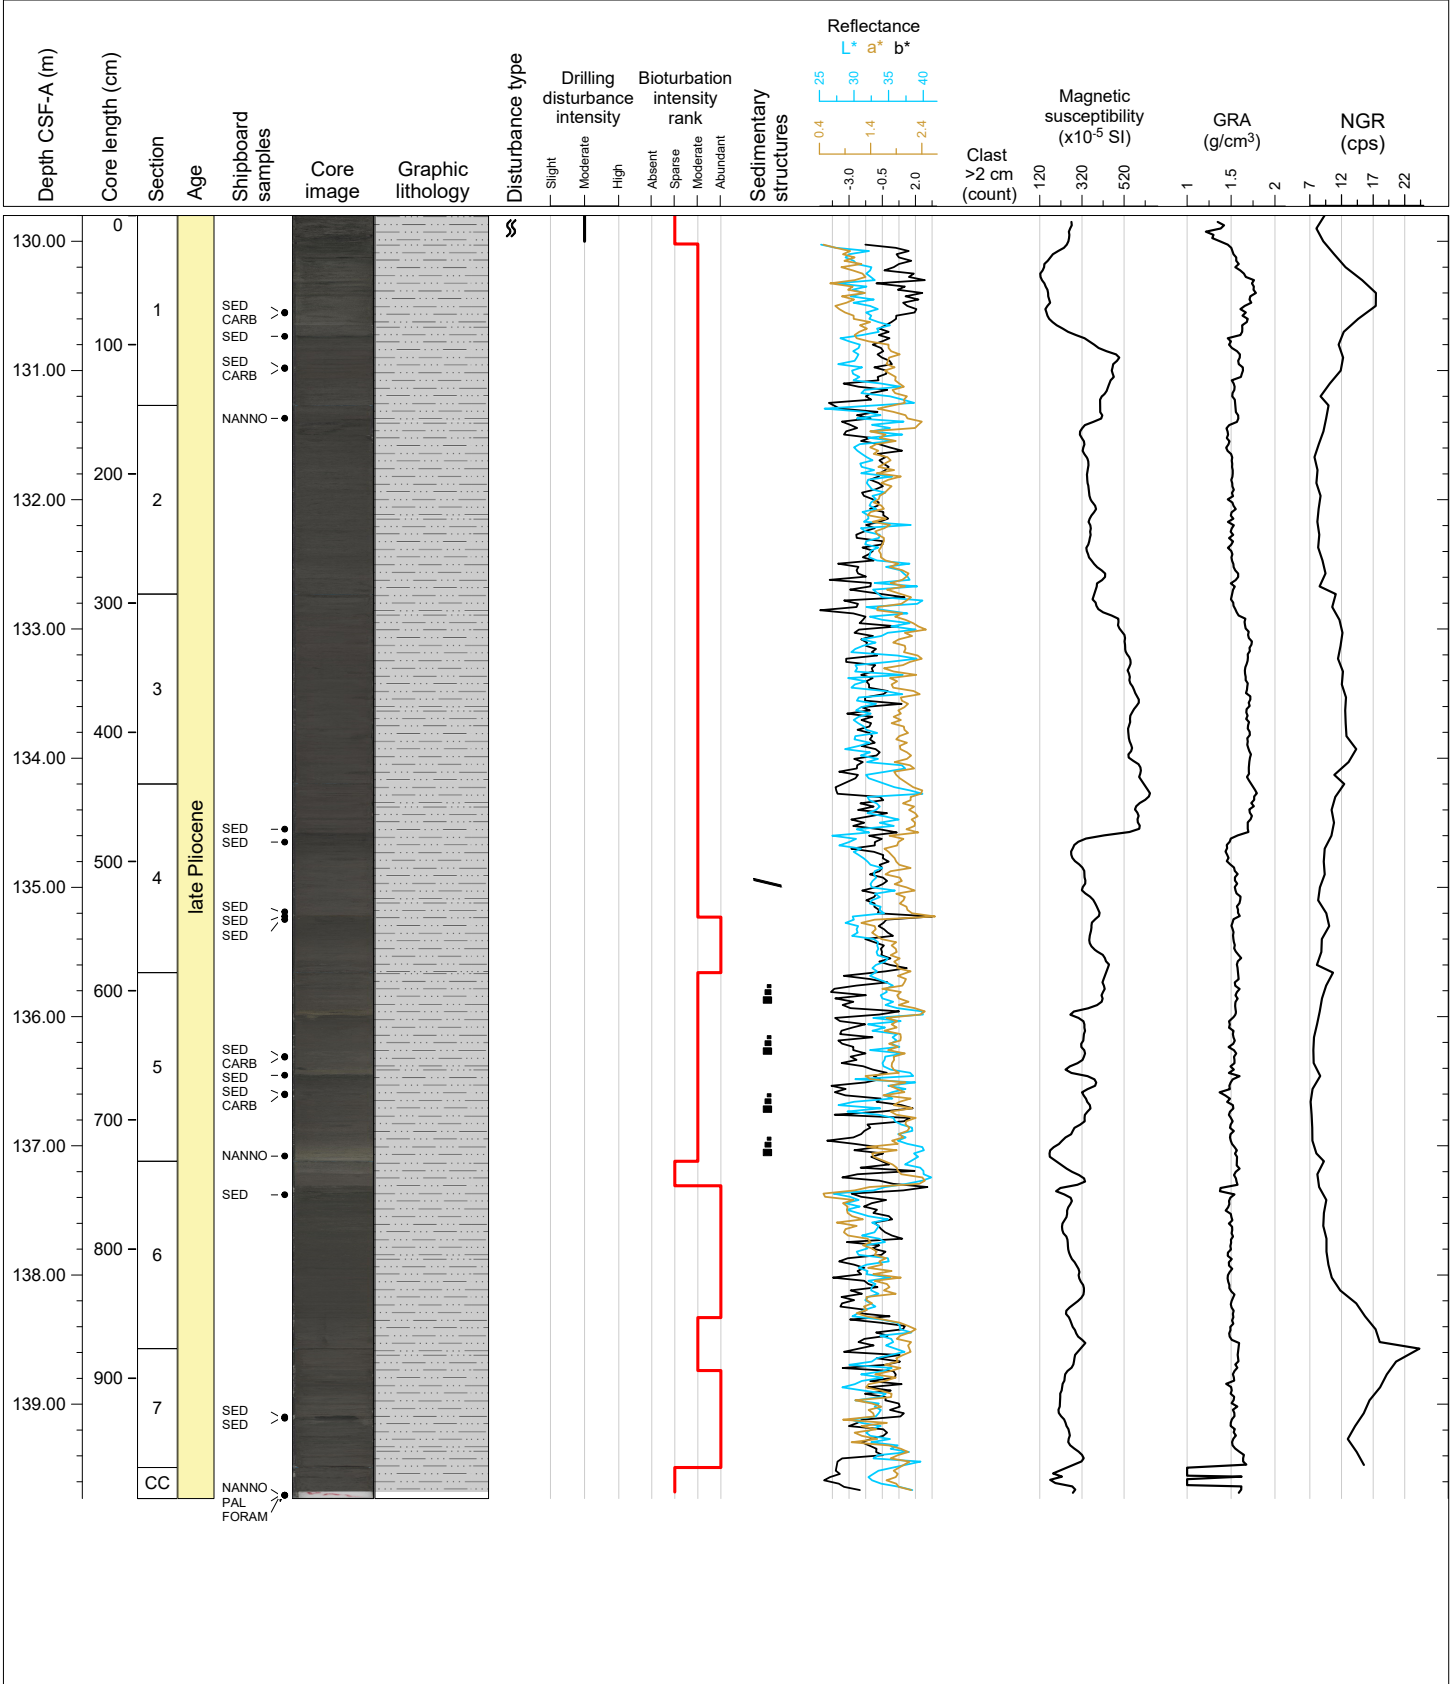 Depth CSF-A (m)
Core length (cm)
Section
Age
Shipboard
samples
Core
image
Graphic
lithology
Disturbance type
Drilling
disturbance
intensity
Slight
Moderate
High
Bioturbation
intensity
rank
Absent
Sparse
Moderate
Abundant
Sedimentary
structures
Reflectance
L* a* b*
25 30 35 40
0.4 1.4 2.4
-3.0 -0.5 2.0
Clast
>2 cm
(count)
Magnetic
susceptibility
(x10-5 SI)
120 320 520
GRA
(g/cm3)
1 1.5 2
NGR
(cps)
7 12 17 22
130.00
131.00
132.00
133.00
134.00
135.00
136.00
137.00
138.00
139.00
0
100
200
300
400
500
600
700
800
900
1
2
3
4
5
6
7
CC
late Pliocene
SED
CARB
SED
SED
CARB
NANNO
SED
SED
SED
SED
SED
SED
CARB
SED
SED
CARB
NANNO
SED
SED
SED
NANNO
PAL
FORAM